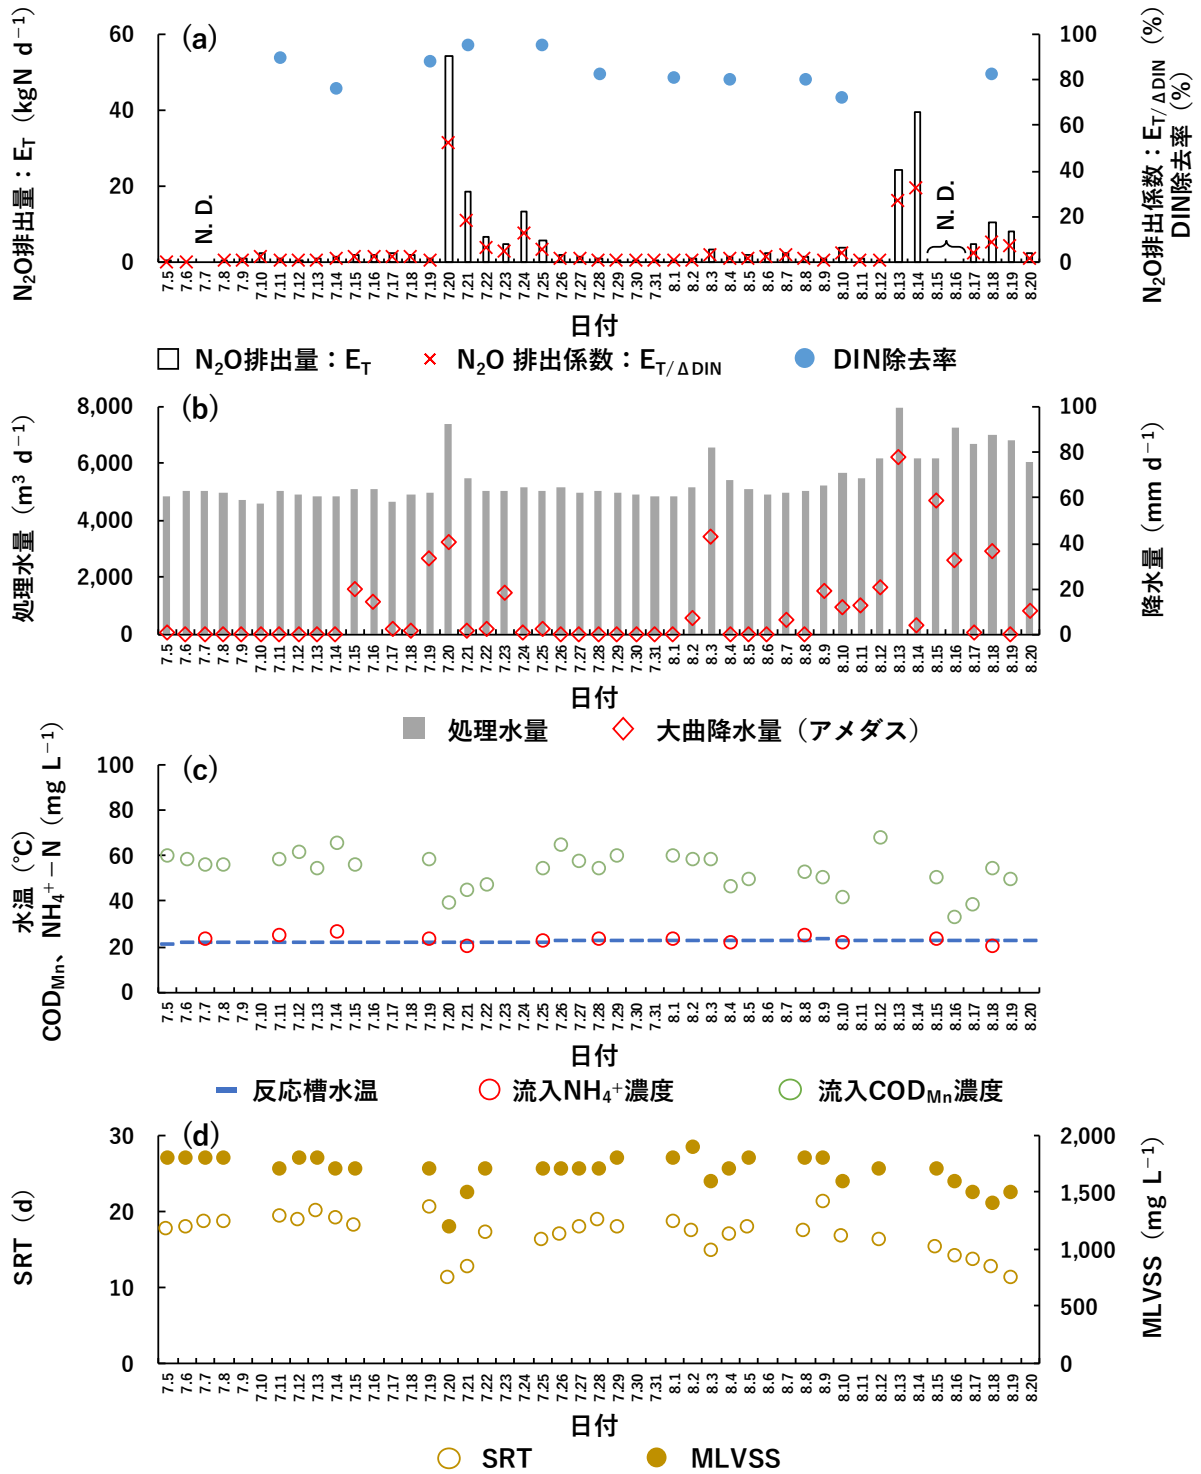 (a)
N₂O排出量：E_T（kgN d⁻¹）
60
40
20
0
N. D.
N. D.
100
80
60
40
20
0
N₂O排出係数：E_T/ΔDIN（%）
DIN除去率（%）
7.5 7.6 7.7 7.8 7.9 7.10 7.11 7.12 7.13 7.14 7.15 7.16 7.17 7.18 7.19 7.20 7.21 7.22 7.23 7.24 7.25 7.26 7.27 7.28 7.29 7.30 7.31 8.1 8.2 8.3 8.4 8.5 8.6 8.7 8.8 8.9 8.10 8.11 8.12 8.13 8.14 8.15 8.16 8.17 8.18 8.19 8.20
日付
N₂O排出量：E_T N₂O 排出係数：E_T/ΔDIN DIN除去率
(b)
処理水量（m³ d⁻¹）
8,000
6,000
4,000
2,000
0
100
80
60
40
20
0
降水量（mm d⁻¹）
7.5 7.6 7.7 7.8 7.9 7.10 7.11 7.12 7.13 7.14 7.15 7.16 7.17 7.18 7.19 7.20 7.21 7.22 7.23 7.24 7.25 7.26 7.27 7.28 7.29 7.30 7.31 8.1 8.2 8.3 8.4 8.5 8.6 8.7 8.8 8.9 8.10 8.11 8.12 8.13 8.14 8.15 8.16 8.17 8.18 8.19 8.20
日付
処理水量 大曲降水量（アメダス）
(c)
水温（℃）
COD_Mn、NH₄⁺−N（mg L⁻¹）
100
80
60
40
20
0
7.5 7.6 7.7 7.8 7.9 7.10 7.11 7.12 7.13 7.14 7.15 7.16 7.17 7.18 7.19 7.20 7.21 7.22 7.23 7.24 7.25 7.26 7.27 7.28 7.29 7.30 7.31 8.1 8.2 8.3 8.4 8.5 8.6 8.7 8.8 8.9 8.10 8.11 8.12 8.13 8.14 8.15 8.16 8.17 8.18 8.19 8.20
日付
反応槽水温 流入NH₄⁺濃度 流入COD_Mn濃度
(d)
SRT（d）
30
20
10
0
2,000
1,500
1,000
500
0
MLVSS（mg L⁻¹）
7.5 7.6 7.7 7.8 7.9 7.10 7.11 7.12 7.13 7.14 7.15 7.16 7.17 7.18 7.19 7.20 7.21 7.22 7.23 7.24 7.25 7.26 7.27 7.28 7.29 7.30 7.31 8.1 8.2 8.3 8.4 8.5 8.6 8.7 8.8 8.9 8.10 8.11 8.12 8.13 8.14 8.15 8.16 8.17 8.18 8.19 8.20
日付
SRT MLVSS